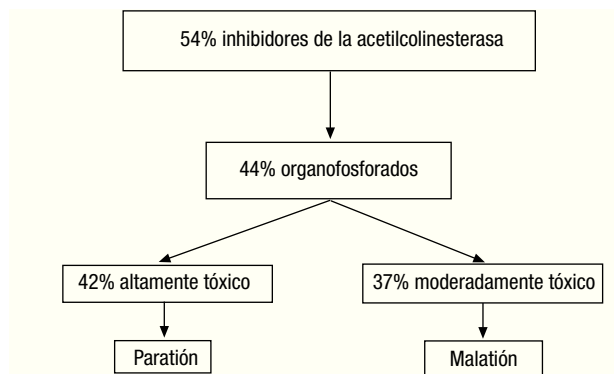 54% inhibidores de la acetilcolinesterasa
44% organofosforados
42% altamente tóxico
37% moderadamente tóxico
Paratión
Malatión